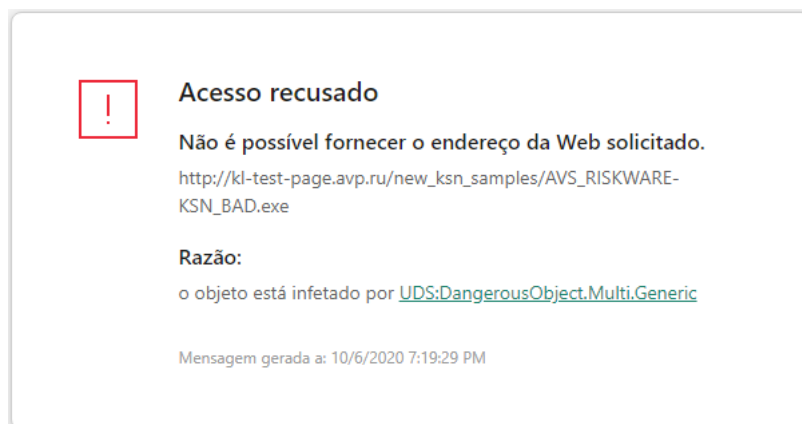 !
Acesso recusado
Não é possível fornecer o endereço da Web solicitado.
http://kl-test-page.avp.ru/new_ksn_samples/AVS_RISKWARE-
KSN_BAD.exe
Razão:
o objeto está infetado por UDS:DangerousObject.Multi.Generic
Mensagem gerada a: 10/6/2020 7:19:29 PM